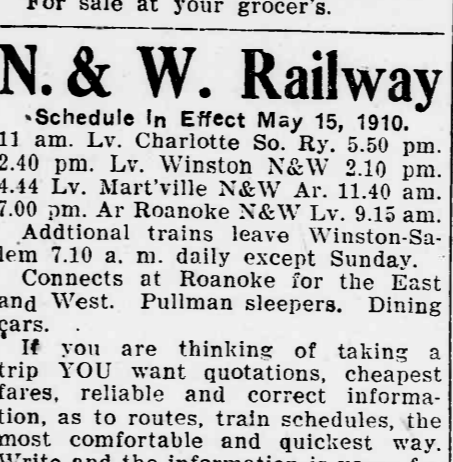 For sale at your grocer's.
N. & W. Railway
Schedule In Effect May 15, 1910.
11 am. Lv. Charlotte So. Ry. 5.50 pm.
2.40 pm. Lv. Winston N&W 2.10 pm.
4.44 Lv. Mart'ville N&W Ar. 11.40 am.
7.00 pm. Ar Roanoke N&W Lv. 9.15 am.
Addtional trains leave Winston-Sa-
lem 7.10 a. m. daily except Sunday.
Connects at Roanoke for the East
and West. Pullman sleepers. Dining
cars.
If you are thinking of taking a
trip YOU want quotations, cheapest
fares, reliable and correct informa-
tion, as to routes, train schedules, the
most comfortable and quickest way.
Write and the information is